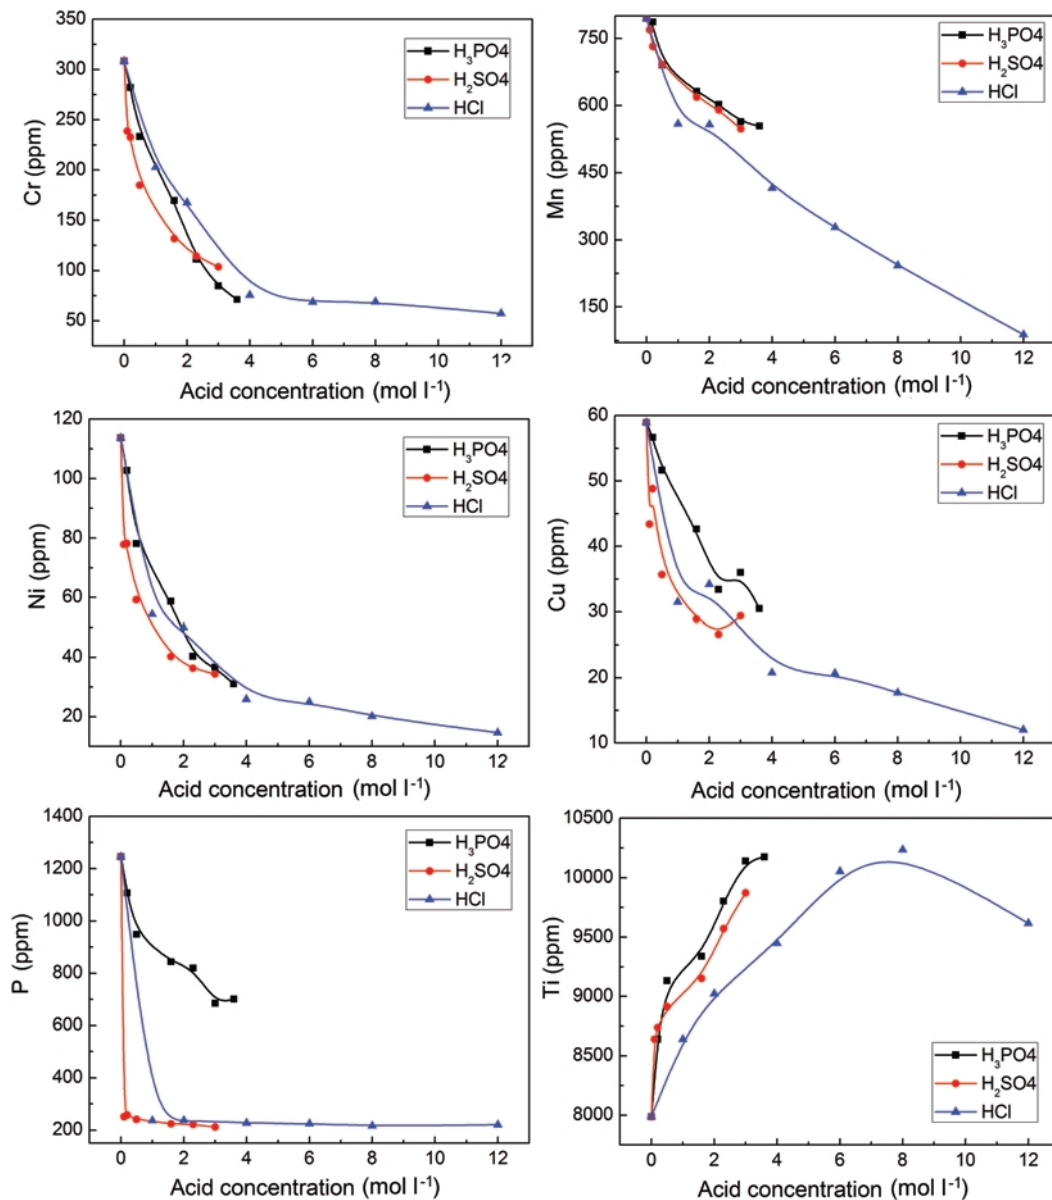 350
300
250
200
150
100
50
Cr (ppm)
H₃PO4
H₂SO4
HCl
0 2 4 6 8 10 12
Acid concentration (mol l⁻¹)
750
600
450
300
150
Mn (ppm)
H₃PO4
H₂SO4
HCl
0 2 4 6 8 10 12
Acid concentration (mol l⁻¹)
120
100
80
60
40
20
Ni (ppm)
H₃PO4
H₂SO4
HCl
0 2 4 6 8 10 12
Acid concentration (mol l⁻¹)
60
50
40
30
20
10
Cu (ppm)
H₃PO4
H₂SO4
HCl
0 2 4 6 8 10 12
Acid concentration (mol l⁻¹)
1400
1200
1000
800
600
400
200
P (ppm)
H₃PO4
H₂SO4
HCl
0 2 4 6 8 10 12
Acid concentration (mol l⁻¹)
10500
10000
9500
9000
8500
8000
Ti (ppm)
H₃PO4
H₂SO4
HCl
0 2 4 6 8 10 12
Acid concentration (mol l⁻¹)